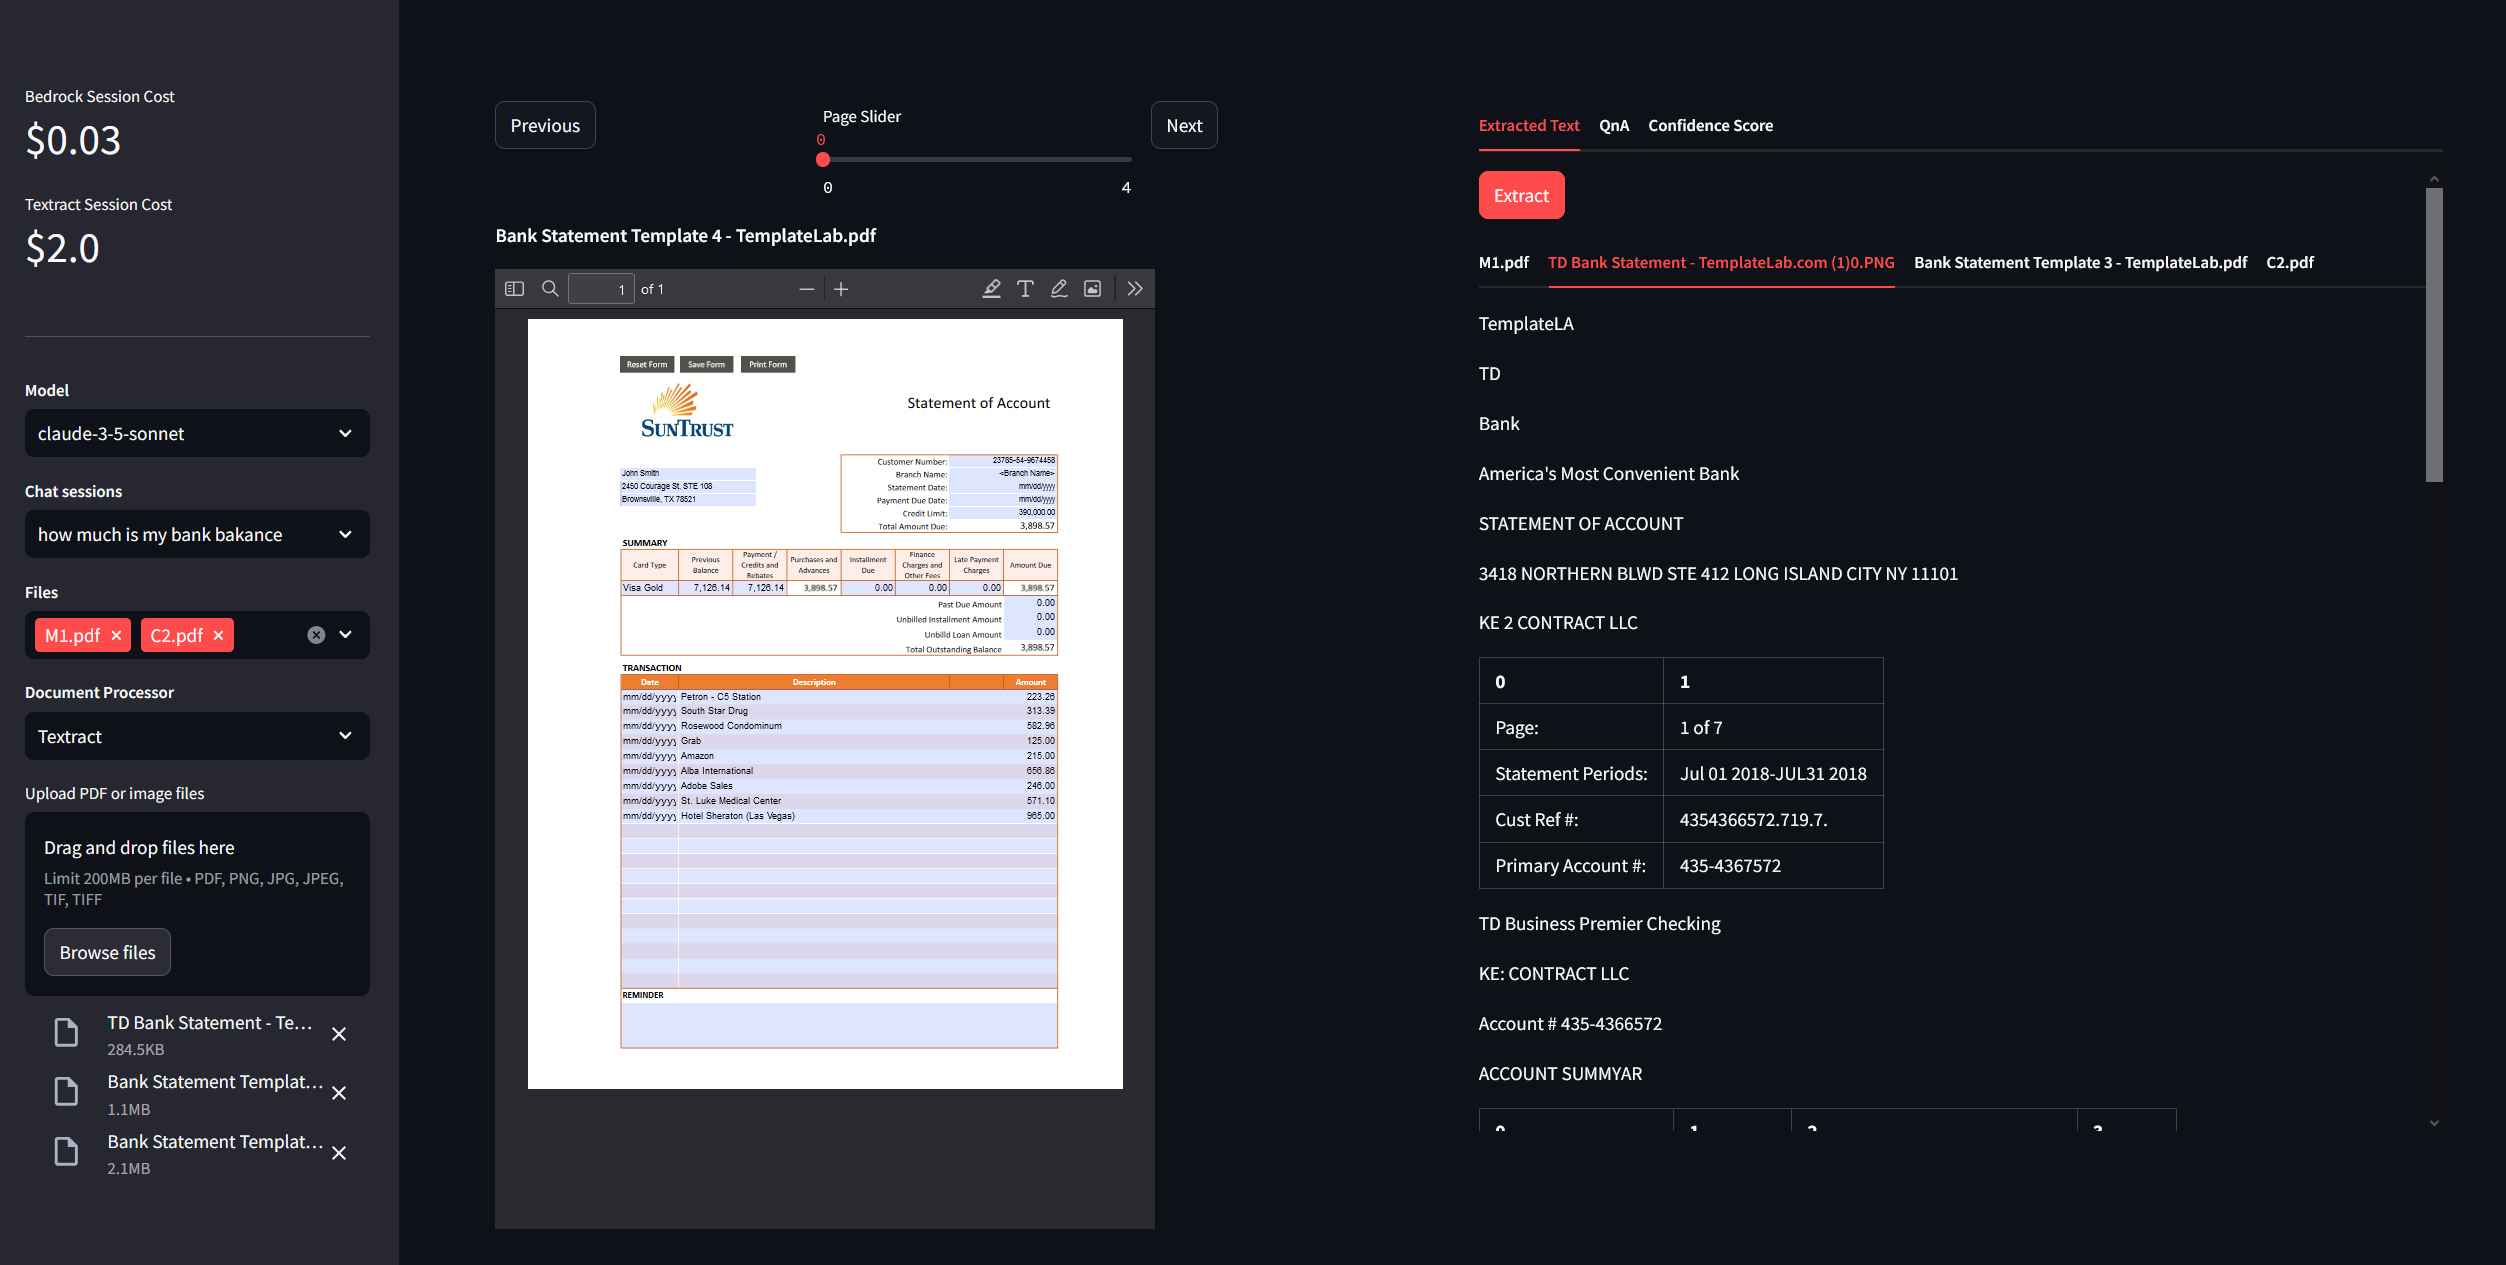 Bedrock Session Cost
$0.03
Textract Session Cost
$2.0
Model
claude-3-5-sonnet
Chat sessions
how much is my bank bakance
Files
M1.pdf × C2.pdf ×
Document Processor
Textract
Upload PDF or image files
Drag and drop files here
Limit 200MB per file • PDF, PNG, JPG, JPEG,
TIF, TIFF
Browse files
TD Bank Statement - Te...
284.5KB
Bank Statement Templat...
1.1MB
Bank Statement Templat...
2.1MB
Previous
Page Slider
0
0 4
Next
Bank Statement Template 4 - TemplateLab.pdf
1 of 1
Reset Form Save Form Print Form
SUNTRUST
Statement of Account
John Smith
2450 Courage St, STE 108
Brownsville, TX 78521
Customer Number: 23785-54-9674458
Branch Name: <Branch Name>
Statement Date: mm/dd/yyyy
Payment Due Date: mm/dd/yyyy
Credit Limit: 390,000.00
Total Amount Due: 3,898.57
SUMMARY
Card Type Previous Balance Payment / Credits and Rebates Purchases and Advances Installment Due Finance Charges and Other Fees Late Payment Charges Amount Due
Visa Gold 7,126.14 7,126.14 3,898.57 0.00 0.00 0.00 3,898.57
Past Due Amount 0.00
Unbilled Installment Amount 0.00
Unbilld Loan Amount 0.00
Total Outstanding Balance 3,898.57
TRANSACTION
Date Description Amount
mm/dd/yyyy Petron - C5 Station 223.26
mm/dd/yyyy South Star Drug 313.39
mm/dd/yyyy Rosewood Condominum 582.96
mm/dd/yyyy Grab 125.00
mm/dd/yyyy Amazon 215.00
mm/dd/yyyy Alba International 656.86
mm/dd/yyyy Adobe Sales 246.00
mm/dd/yyyy St. Luke Medical Center 571.10
mm/dd/yyyy Hotel Sheraton (Las Vegas) 965.00
REMINDER
Extracted Text QnA Confidence Score
Extract
M1.pdf TD Bank Statement - TemplateLab.com (1)0.PNG Bank Statement Template 3 - TemplateLab.pdf C2.pdf
TemplateLA
TD
Bank
America's Most Convenient Bank
STATEMENT OF ACCOUNT
3418 NORTHERN BLWD STE 412 LONG ISLAND CITY NY 11101
KE 2 CONTRACT LLC
0 1
Page: 1 of 7
Statement Periods: Jul 01 2018-JUL31 2018
Cust Ref #: 4354366572.719.7.
Primary Account #: 435-4367572
TD Business Premier Checking
KE: CONTRACT LLC
Account # 435-4366572
ACCOUNT SUMMYAR
0 1 2 3